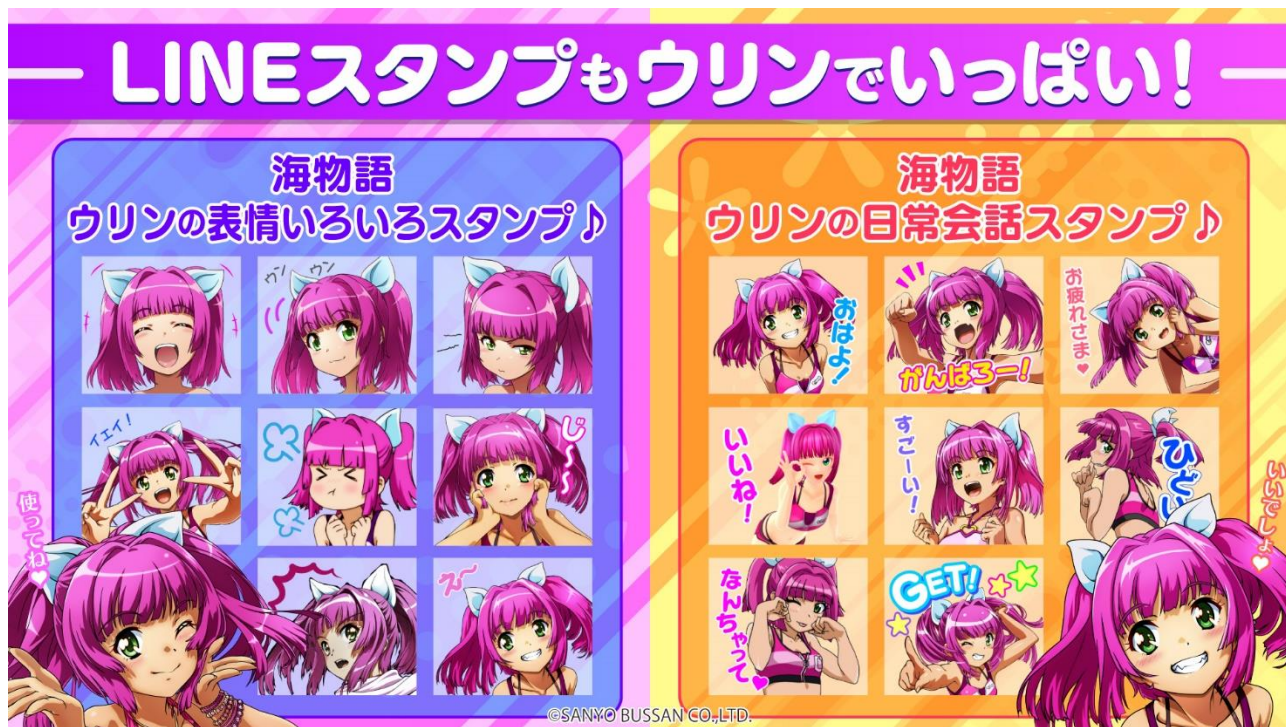 LINEスタンプもウリンでいっぱい!
海物語
ウリンの表情いろいろスタンプ♪
ウン ウン
イエイ!
じ〜〜
え〜
使ってね♥
海物語
ウリンの日常会話スタンプ♪
おはよ!
がんばろー!
お疲れさま♥
いいね!
すごーい!
ひどい
なんちゃって♥
GET!
いいでしょ♥
©SANYO BUSSAN CO.,LTD.